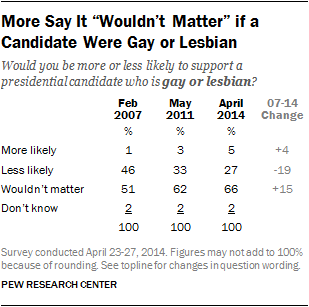 More Say It “Wouldn’t Matter” if a
Candidate Were Gay or Lesbian
Would you be more or less likely to support a
presidential candidate who is gay or lesbian?
Feb May April 07-14
2007 2011 2014 Change
% % %
More likely 1 3 5 +4
Less likely 46 33 27 -19
Wouldn’t matter 51 62 66 +15
Don’t know 2 2 2
100 100 100
Survey conducted April 23-27, 2014. Figures may not add to 100%
because of rounding. See topline for changes in question wording.
PEW RESEARCH CENTER